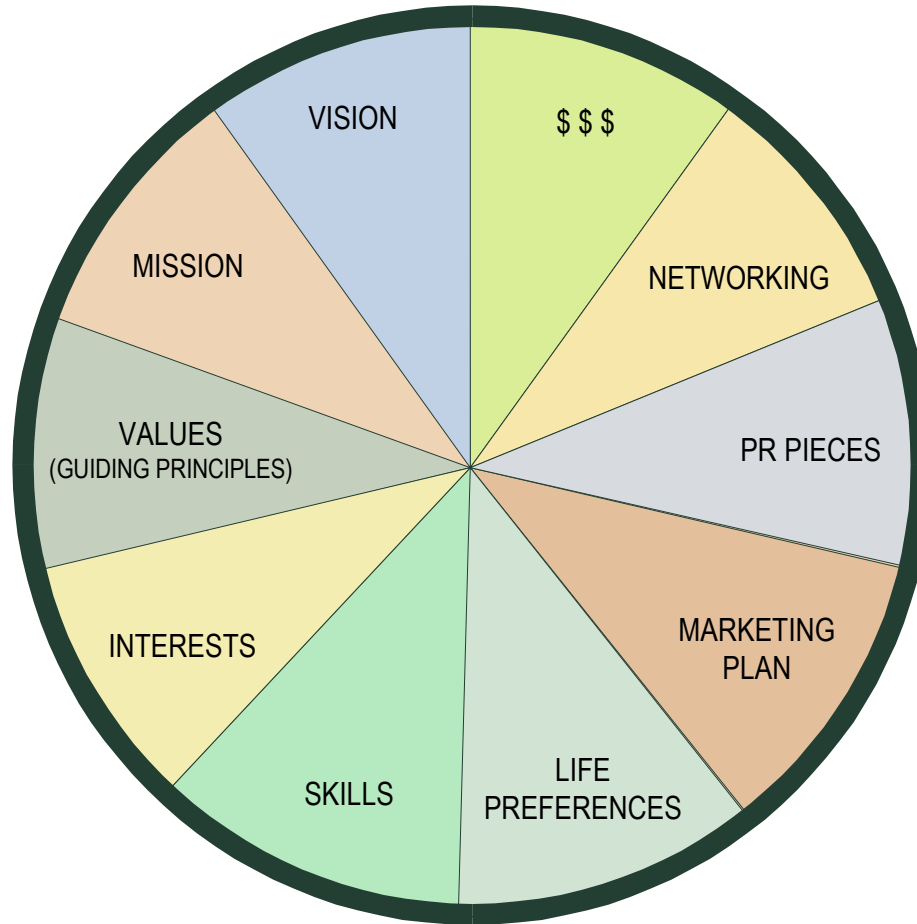 VISION
$ $ $
MISSION
NETWORKING
VALUES
(GUIDING PRINCIPLES)
PR PIECES
INTERESTS
MARKETING
PLAN
SKILLS
LIFE
PREFERENCES